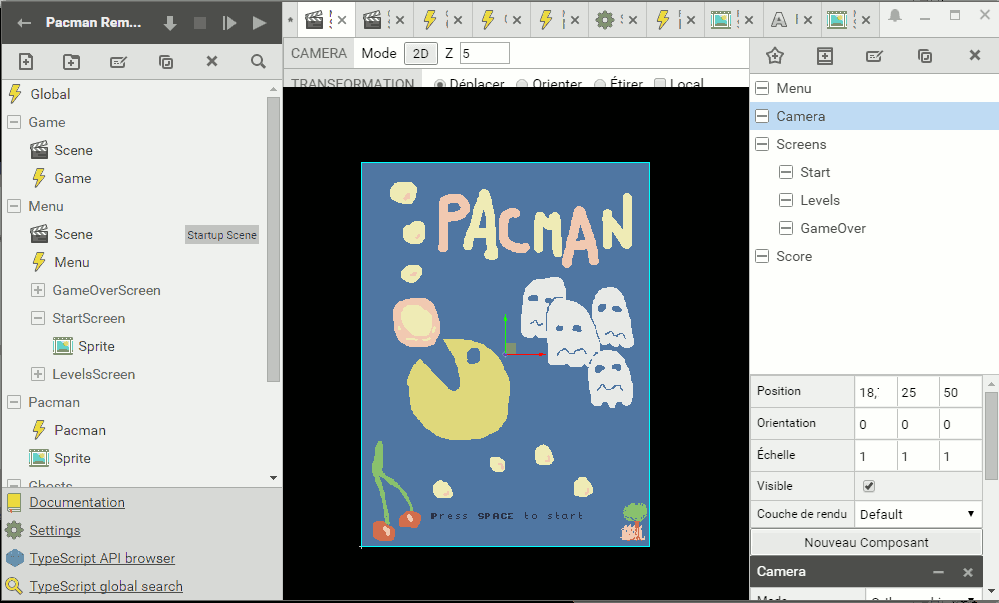 Pacman Rem...
CAMERA Mode 2D Z 5
TRANSFORMATION Déplacer Orienter Étirer Local
Global
Game
Scene
Game
Menu
Scene Startup Scene
Menu
GameOverScreen
StartScreen
Sprite
LevelsScreen
Pacman
Pacman
Sprite
Ghosts
Documentation
Settings
TypeScript API browser
TypeScript global search
PACMAN
Press SPACE to start
Menu
Camera
Screens
Start
Levels
GameOver
Score
Position 18, 25 50
Orientation 0 0 0
Échelle 1 1 1
Visible
Couche de rendu Default
Nouveau Composant
Camera
Mode